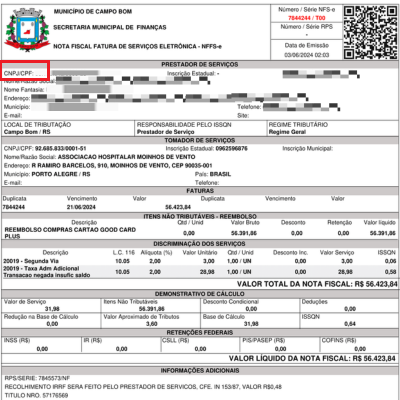 MUNICÍPIO DE CAMPO BOM
SECRETARIA MUNICIPAL DE FINANÇAS
NOTA FISCAL FATURA DE SERVIÇOS ELETRÔNICA - NFFS-e
Número / Série NFS-e
7844244 / T00
Número / Série RPS
-
Data de Emissão
03/06/2024 02:03
PRESTADOR DE SERVIÇOS
CNPJ/CPF: Inscrição Estadual: -
Nome/Razão Social:
Nome Fantasia:
Endereço:
Município: Telefone:
E-mail: Site:
LOCAL DE TRIBUTAÇÃO RESPONSABILIDADE PELO ISSQN REGIME TRIBUTÁRIO
Campo Bom / RS Prestador de Serviço Regime Geral
TOMADOR DE SERVIÇOS
CNPJ/CPF: 92.685.833/0001-51 Inscrição Estadual: 0962596876 Inscrição Municipal:
Nome/Razão Social: ASSOCIACAO HOSPITALAR MOINHOS DE VENTO
Endereço: R RAMIRO BARCELOS, 910, MOINHOS DE VENTO, CEP 90035-001
Município: PORTO ALEGRE / RS País: BRASIL
E-mail: Telefone:
FATURAS
Duplicata Vencimento Valor Duplicata Vencimento Valor
7844244 21/06/2024 56.423,84
ITENS NÃO TRIBUTÁVEIS - REEMBOLSO
Descrição Qtd / Unid Valor Bruto Desconto Retenção Valor líquido
REEMBOLSO COMPRAS CARTAO GOOD CARD PLUS 0,00 56.391,86 0,00 0,00 56.391,86
DISCRIMINAÇÃO DOS SERVIÇOS
Descrição L.C. 116 Alíquota (%) Valor Unitário Qtd / Unid Desconto Inc. Valor Serviço ISSQN
20019 - Segunda Via 10.05 2,00 3,00 1,00 / UN 0,00 3,00 0,06
20019 - Taxa Adm Adicional Transacao negada insufic saldo 10.05 2,00 28,98 1,00 / UN 0,00 28,98 0,58
VALOR TOTAL DA NOTA FISCAL: R$ 56.423,84
DEMONSTRATIVO DE CÁLCULO
Valor de Serviço Itens Não Tributáveis Desconto Condicional Deduções
31,98 56.391,86 0,00 0,00
Redução na Base de Cálculo Valor Aproximado de Tributos Base de Cálculo ISSQN
0,00 3,60 31,98 0,64
RETENÇÕES FEDERAIS
INSS (R$) IR (R$) CSLL (R$) PIS/PASEP (R$) COFINS (R$)
0,00 0,00 0,00 0,00 0,00
VALOR LÍQUIDO DA NOTA FISCAL: R$ 56.423,84
INFORMAÇÕES ADICIONAIS
RPS/SERIE: 7845573/NF
RECOLHIMENTO IRRF SERA FEITO PELO PRESTADOR DE SERVICOS, CFE. IN 153/87, VALOR R$0,48
TITULO NRO. 57176569